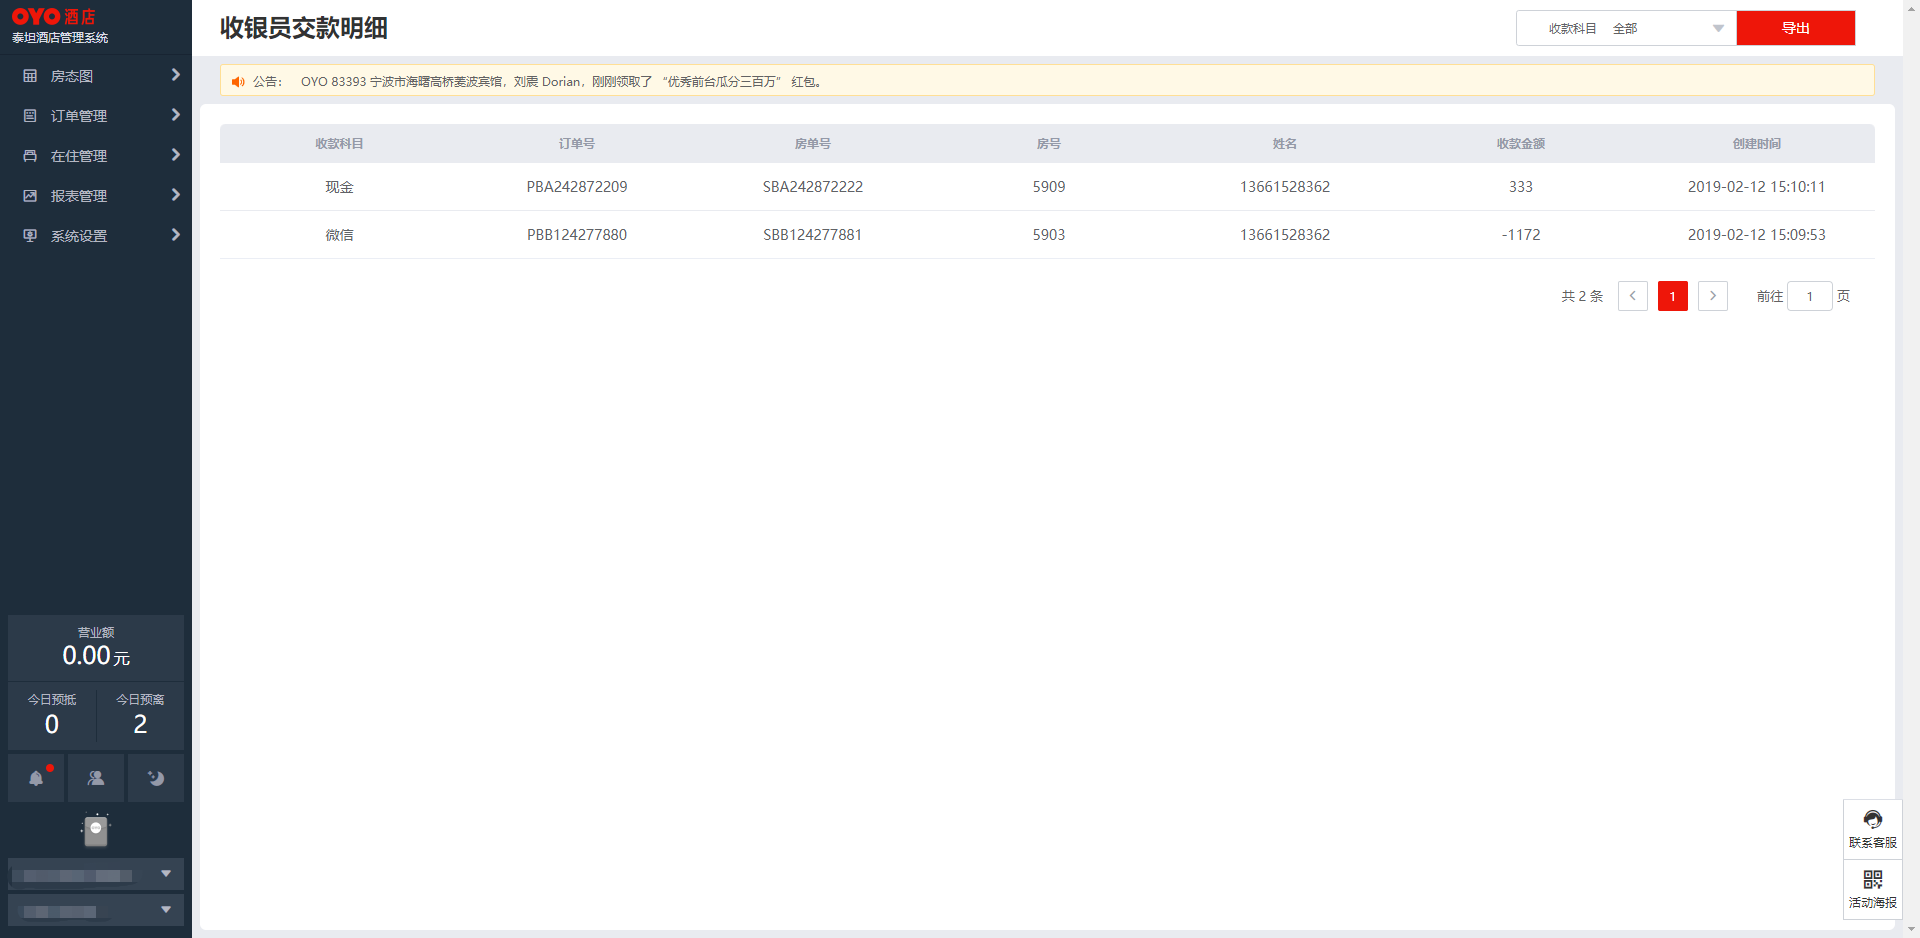 OYO 酒店
泰坦酒店管理系统
房态图
订单管理
在住管理
报表管理
系统设置
营业额
0.00元
今日预抵 今日预离
0 2
收银员交款明细
收款科目 全部
导出
公告： OYO 83393 宁波市海曙高桥菱波宾馆，刘震 Dorian，刚刚领取了 “优秀前台瓜分三百万” 红包。
收款科目 订单号 房单号 房号 姓名 收款金额 创建时间
现金 PBA242872209 SBA242872222 5909 13661528362 333 2019-02-12 15:10:11
微信 PBB124277880 SBB124277881 5903 13661528362 -1172 2019-02-12 15:09:53
共 2 条 1 前往 1 页
联系客服
活动海报